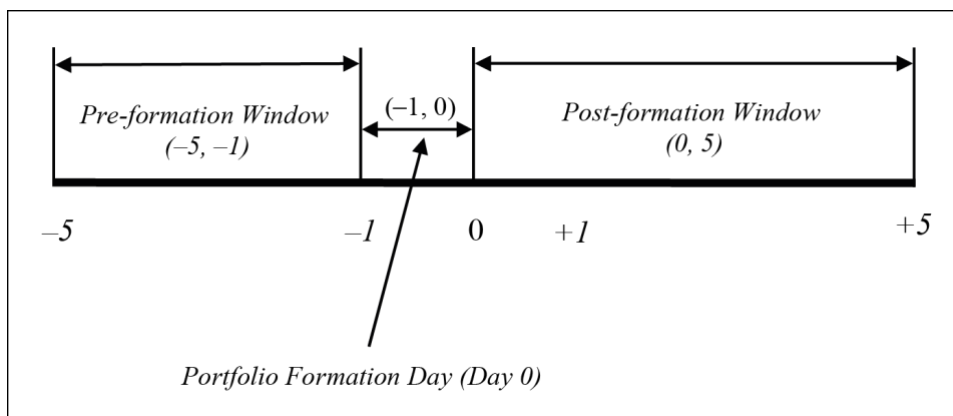 Pre-formation Window
(–5, –1)
(–1, 0)
Post-formation Window
(0, 5)
–5
–1
0
+1
+5
Portfolio Formation Day (Day 0)